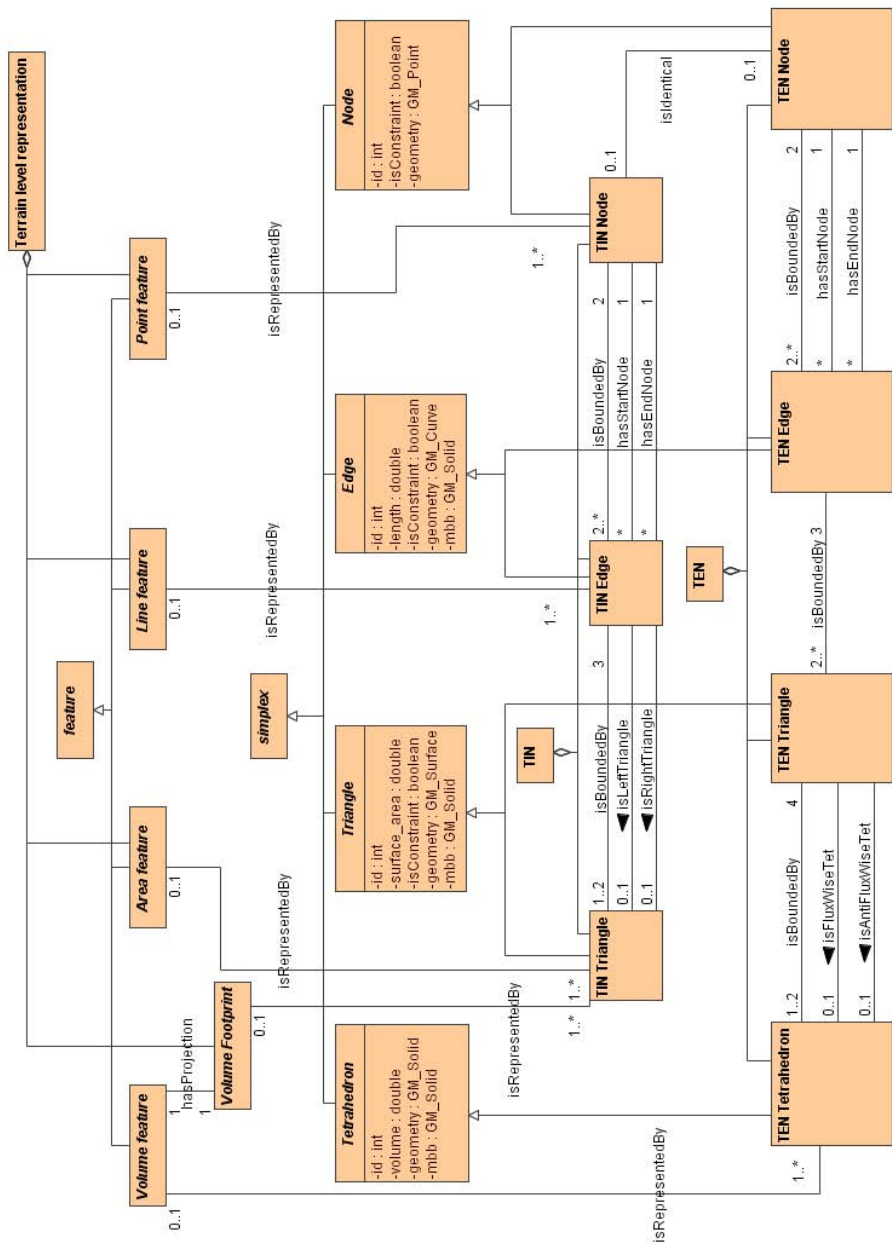 Terrain level representation
feature
Volume feature
Area feature
Line feature
Point feature
0..1
1
hasProjection
1
Volume Footprint
0..1
0..1
0..1
0..1
isRepresentedBy
isRepresentedBy
isRepresentedBy
simplex
Tetrahedron
-id : int
-volume : double
-geometry : GM_Solid
-mbb : GM_Solid
Triangle
-id : int
-surface_area : double
-isConstraint : boolean
-geometry : GM_Surface
-mbb : GM_Solid
Edge
-id : int
-length : double
-isConstraint : boolean
-geometry : GM_Curve
-mbb : GM_Solid
Node
-id : int
-isConstraint : boolean
-geometry : GM_Point
isRepresentedBy
TIN
1..*
1..*
1..*
1..*
0..1
TIN Triangle
1..2
isBoundedBy
3
0..1
isLeftTriangle
0..1
isRightTriangle
TIN Edge
2..*
isBoundedBy
2
*
hasStartNode
1
*
hasEndNode
1
TIN Node
isIdentical
isRepresentedBy
TEN
1..*
0..1
TEN Tetrahedron
1..2
isBoundedBy
4
0..1
isFluxWiseTet
0..1
isAntiFluxWiseTet
TEN Triangle
2..*
isBoundedBy 3
TEN Edge
2..*
isBoundedBy
2
*
hasStartNode
1
*
hasEndNode
1
TEN Node